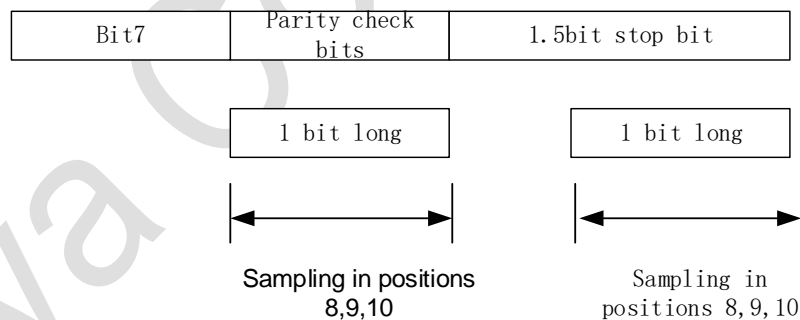 Bit7
Parity check
bits
1.5bit stop bit
1 bit long
1 bit long
Sampling in positions
8,9,10
Sampling in
positions 8,9,10